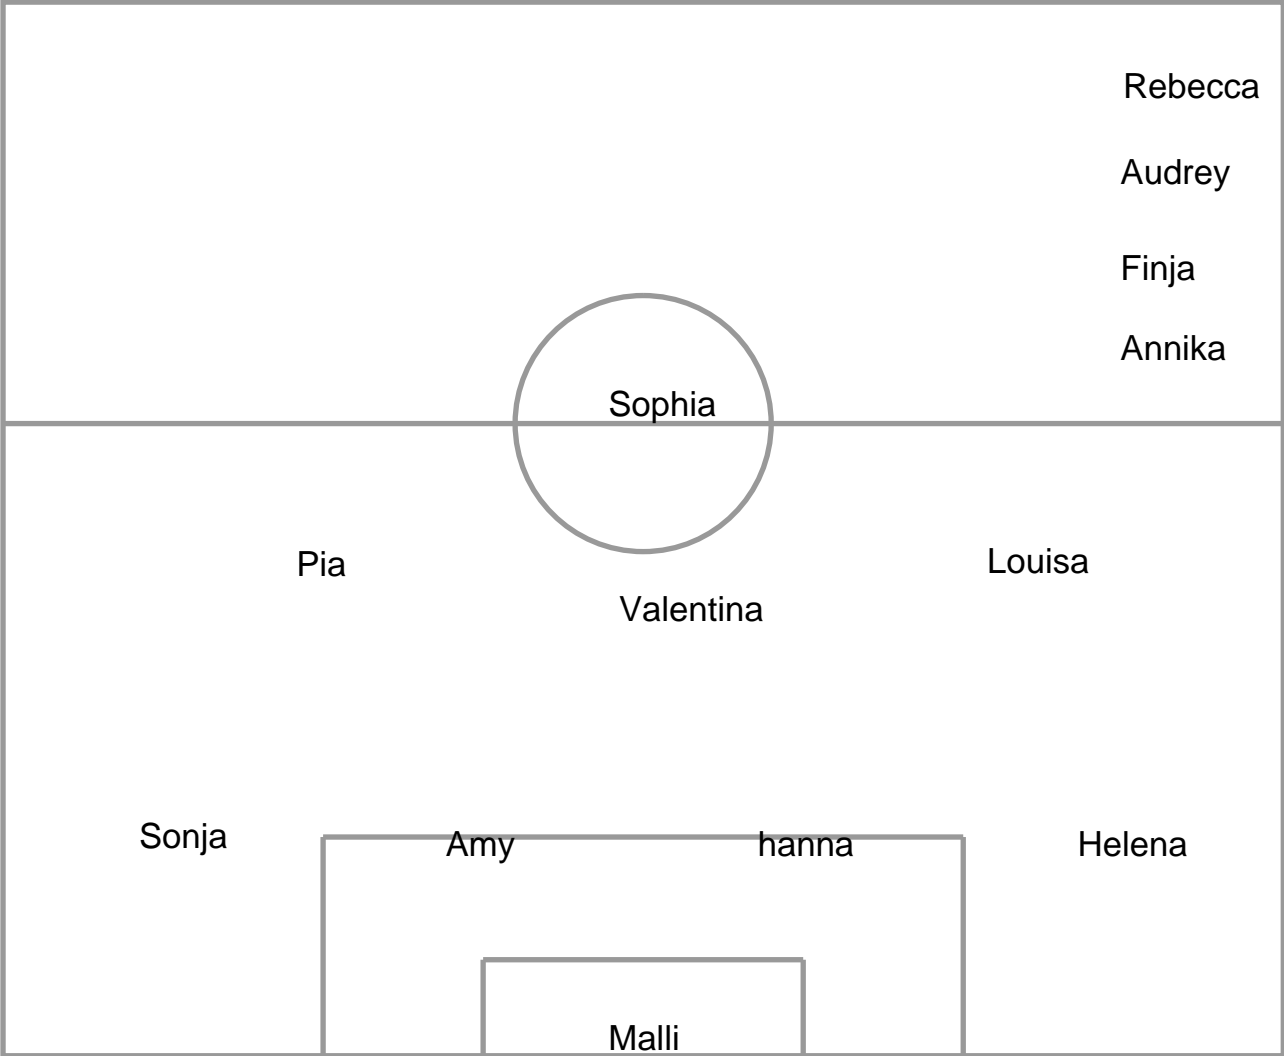 Rebecca
Audrey
Finja
Annika
Sophia
Pia
Louisa
Valentina
Sonja
Amy
hanna
Helena
Malli